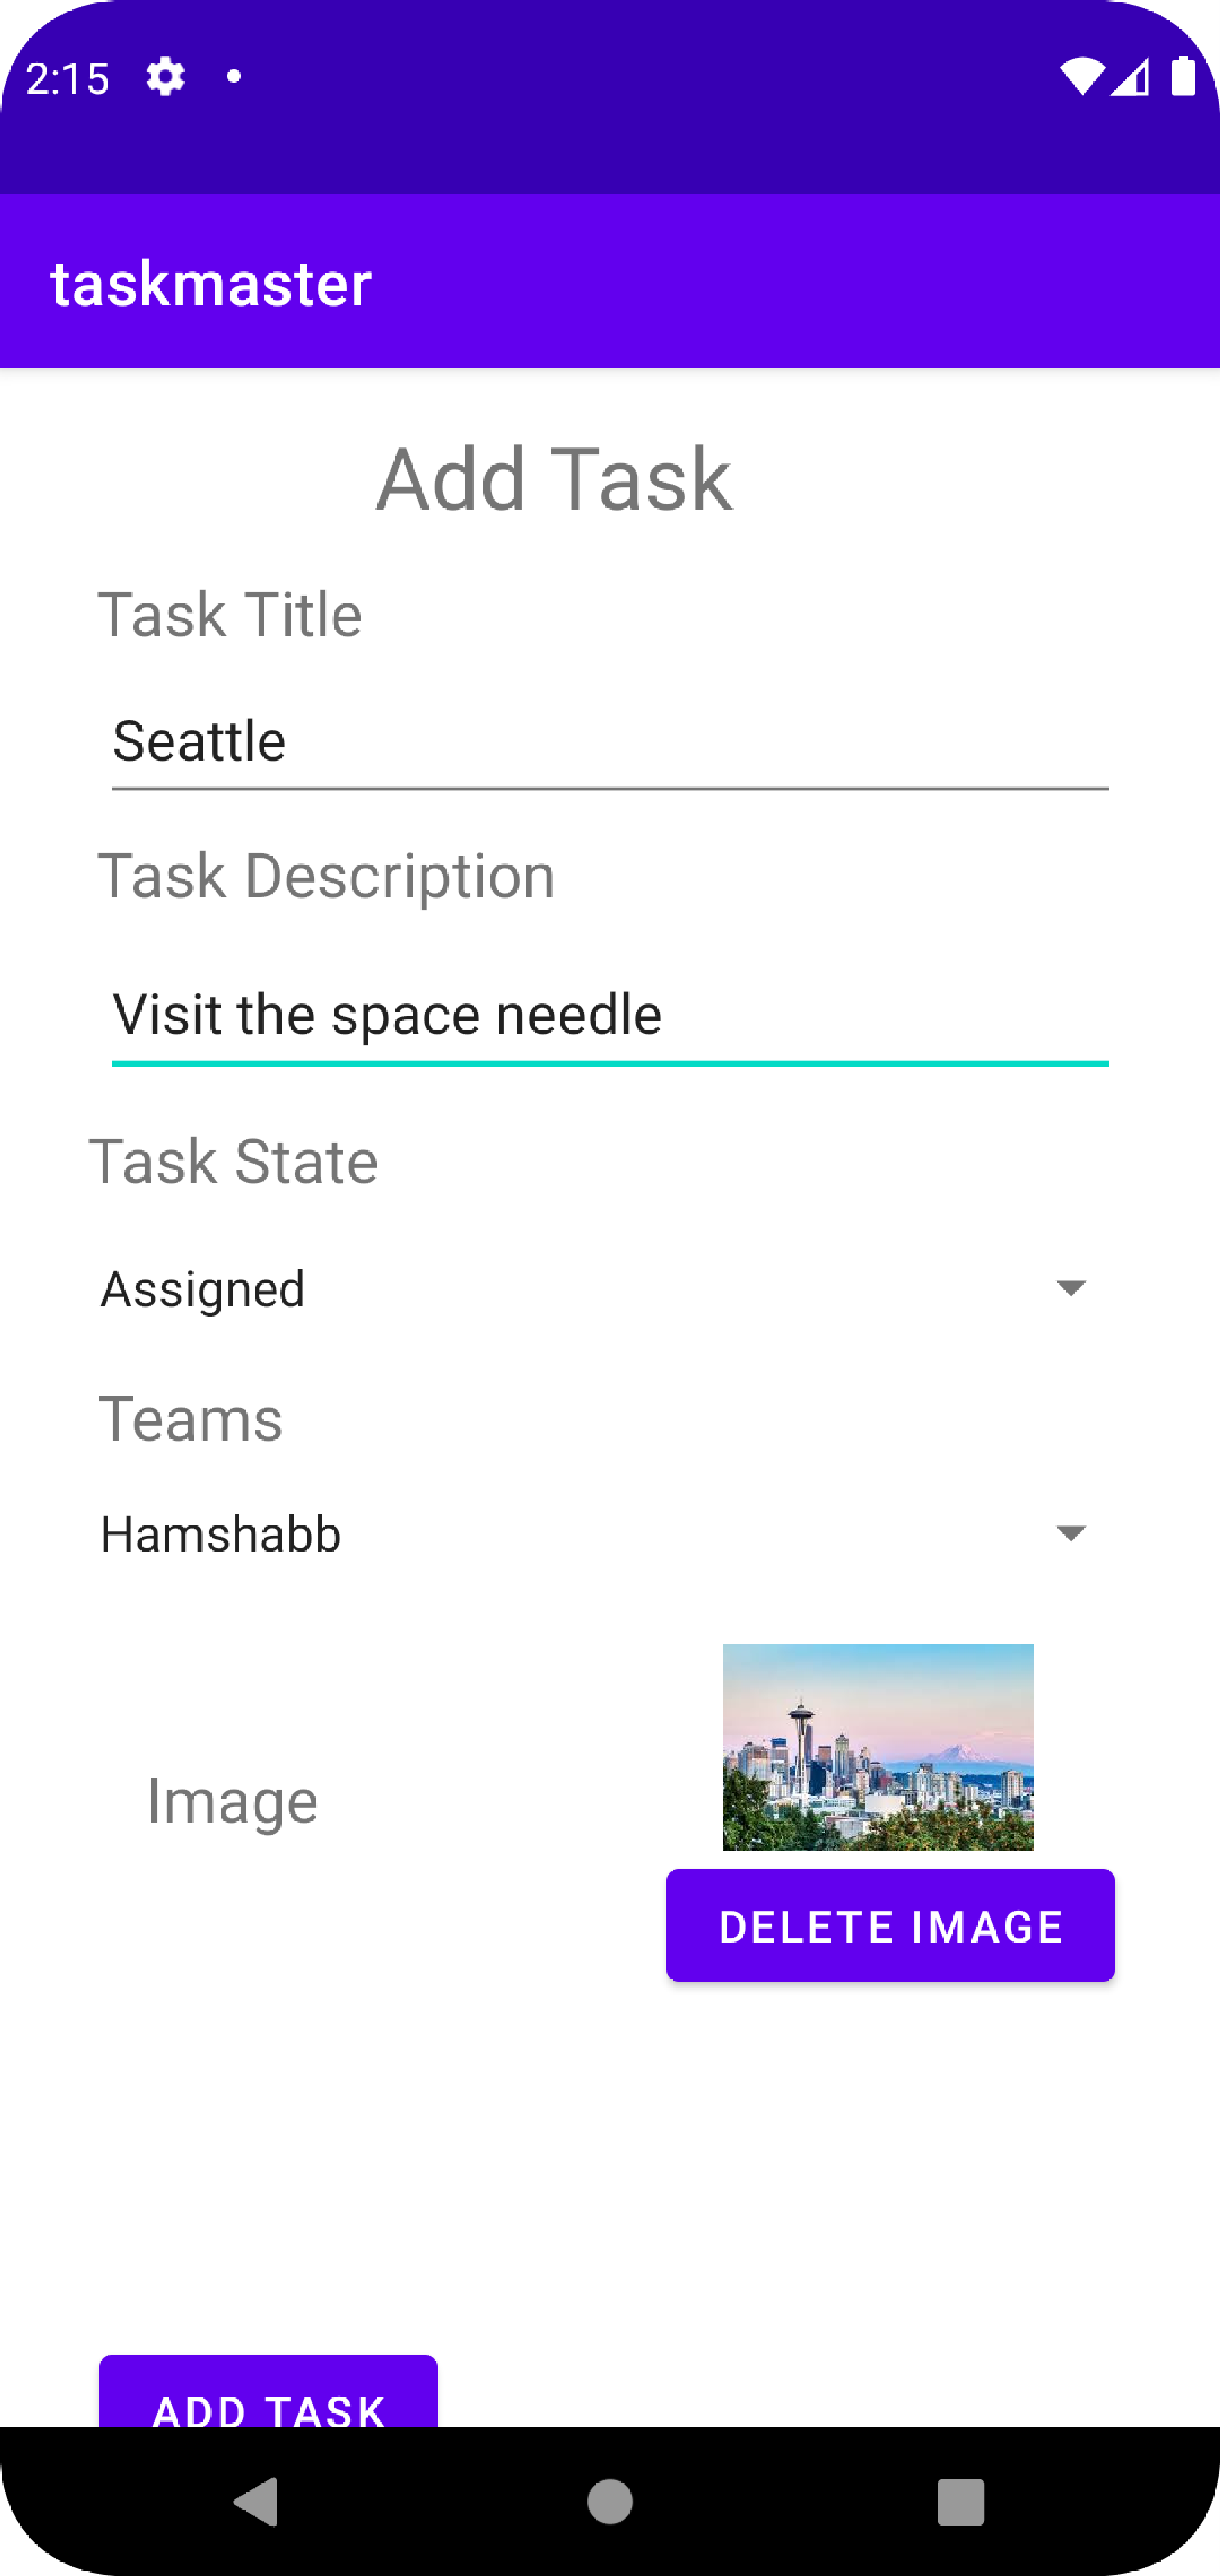 2:15
taskmaster
Add Task
Task Title
Seattle
Task Description
Visit the space needle
Task State
Assigned
Teams
Hamshabb
Image
DELETE IMAGE
ADD TASK